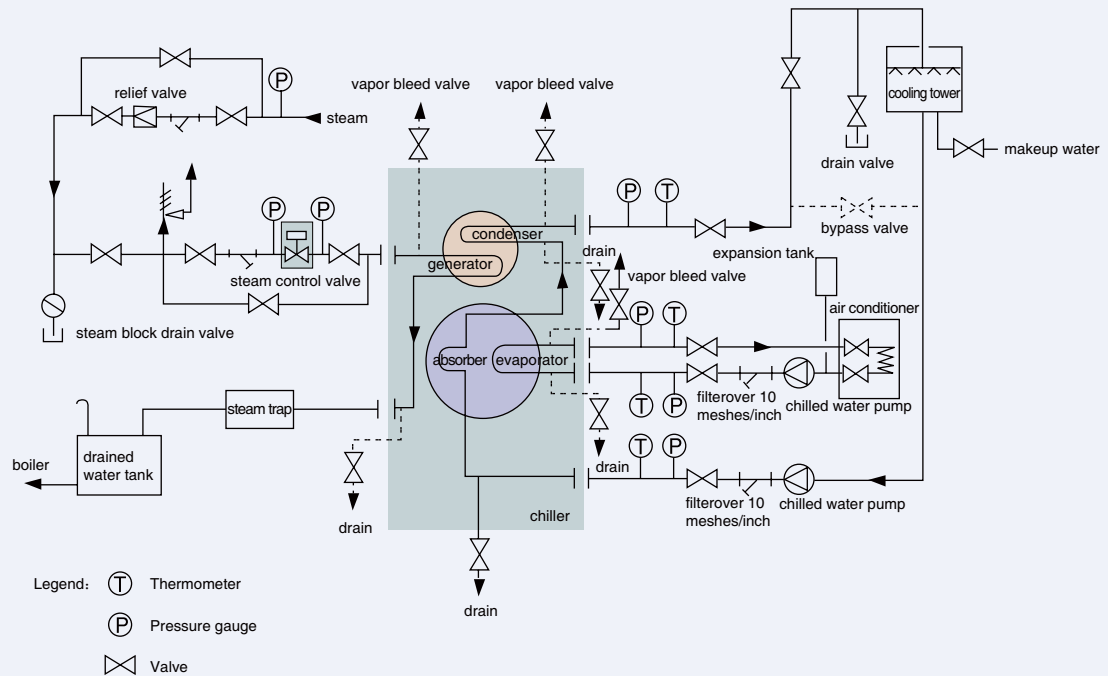 vapor bleed valve
vapor bleed valve
relief valve
P
steam
cooling tower
drain valve
makeup water
P
P
P
T
condenser
generator
drain
expansion tank
bypass valve
steam control valve
vapor bleed valve
P
T
air conditioner
steam block drain valve
absorber
evaporator
filterover 10
meshes/inch
chilled water pump
T
P
steam trap
drained
water tank
boiler
drain
T
P
drain
chiller
filterover 10
meshes/inch
chilled water pump
drain
Legend:
T
Thermometer
P
Pressure gauge
Valve